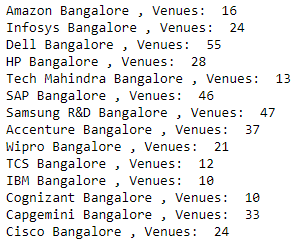 Amazon Bangalore , Venues:  16
Infosys Bangalore , Venues:  24
Dell Bangalore , Venues:  55
HP Bangalore , Venues:  28
Tech Mahindra Bangalore , Venues:  13
SAP Bangalore , Venues:  46
Samsung R&D Bangalore , Venues:  47
Accenture Bangalore , Venues:  37
Wipro Bangalore , Venues:  21
TCS Bangalore , Venues:  12
IBM Bangalore , Venues:  10
Cognizant Bangalore , Venues:  10
Capgemini Bangalore , Venues:  33
Cisco Bangalore , Venues:  24